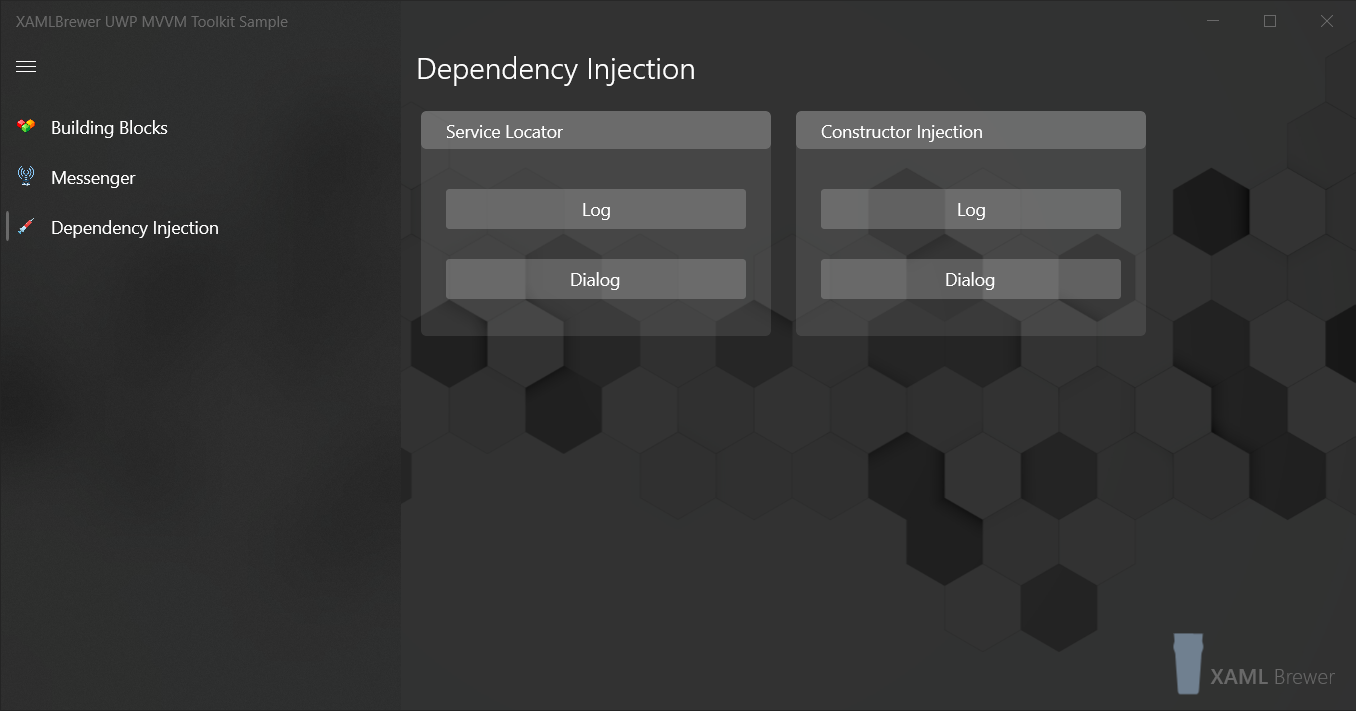 XAMLBrewer UWP MVVM Toolkit Sample
Building Blocks
Messenger
Dependency Injection
Dependency Injection
Service Locator
Log
Dialog
Constructor Injection
Log
Dialog
XAML Brewer